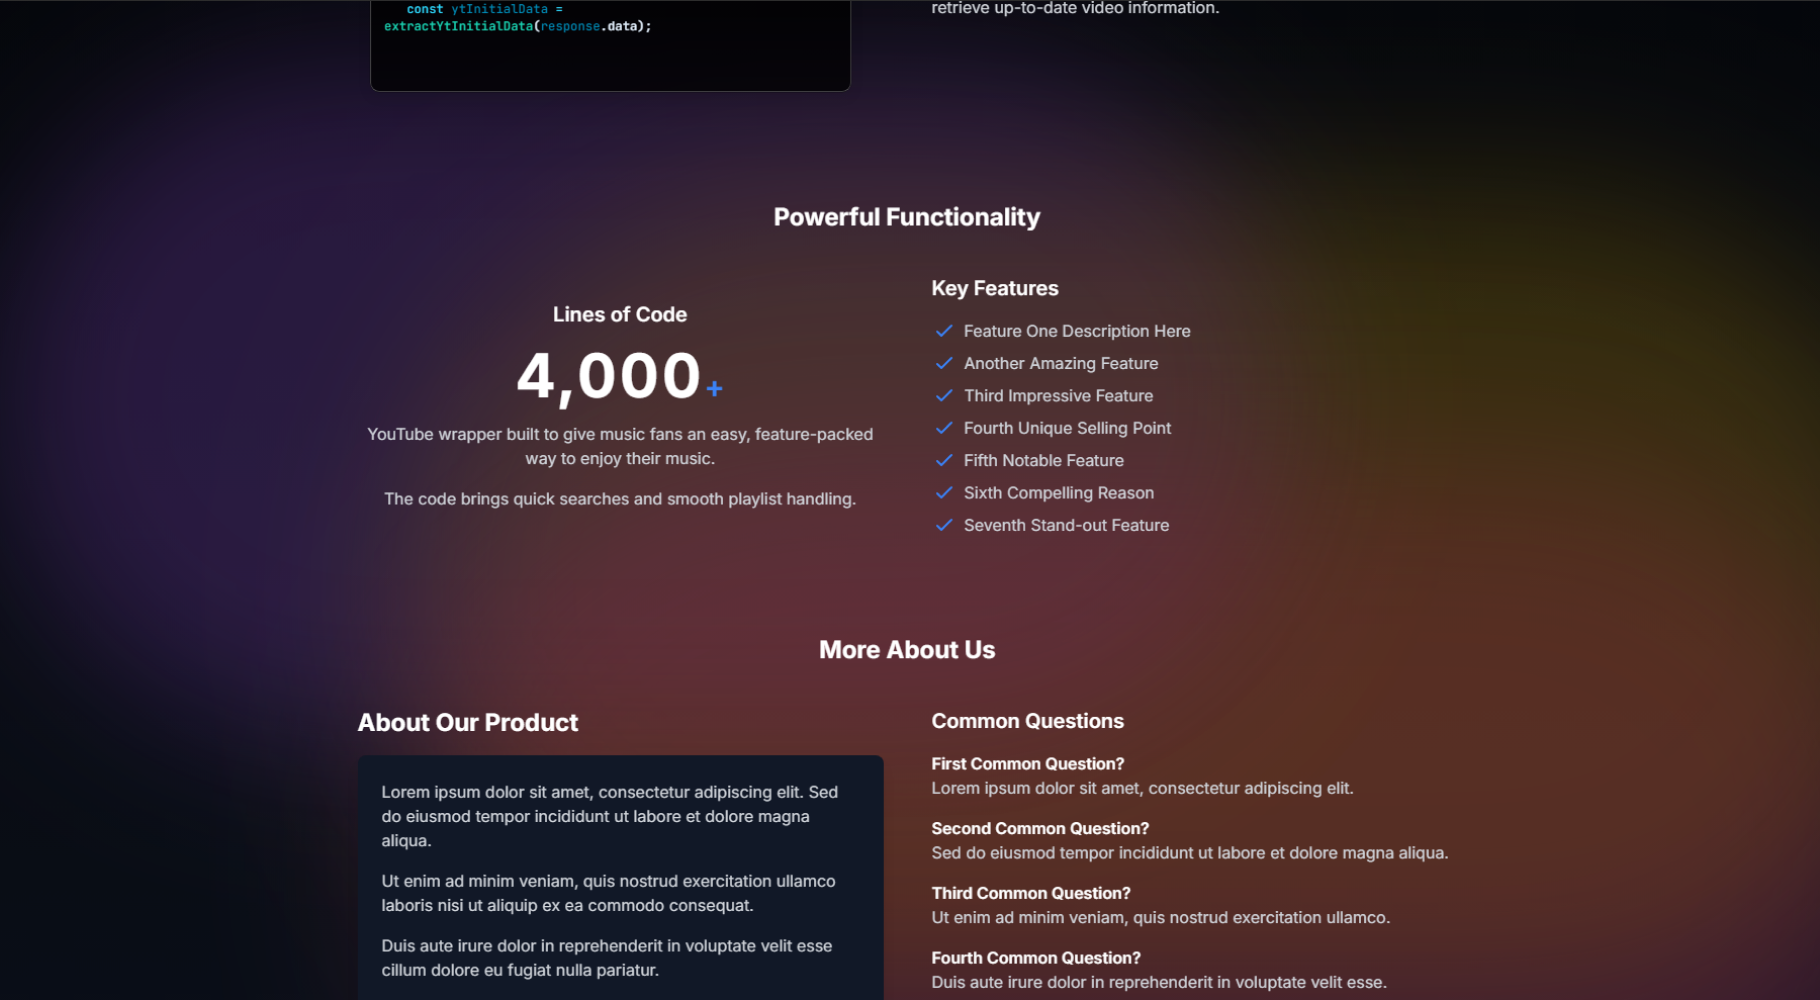 const ytInitialData =
extractYtInitialData(response.data);
retrieve up-to-date video information.
Powerful Functionality
Lines of Code
4,000+
YouTube wrapper built to give music fans an easy, feature-packed
way to enjoy their music.
The code brings quick searches and smooth playlist handling.
Key Features
Feature One Description Here
Another Amazing Feature
Third Impressive Feature
Fourth Unique Selling Point
Fifth Notable Feature
Sixth Compelling Reason
Seventh Stand-out Feature
More About Us
About Our Product
Lorem ipsum dolor sit amet, consectetur adipiscing elit. Sed
do eiusmod tempor incididunt ut labore et dolore magna
aliqua.
Ut enim ad minim veniam, quis nostrud exercitation ullamco
laboris nisi ut aliquip ex ea commodo consequat.
Duis aute irure dolor in reprehenderit in voluptate velit esse
cillum dolore eu fugiat nulla pariatur.
Common Questions
First Common Question?
Lorem ipsum dolor sit amet, consectetur adipiscing elit.
Second Common Question?
Sed do eiusmod tempor incididunt ut labore et dolore magna aliqua.
Third Common Question?
Ut enim ad minim veniam, quis nostrud exercitation ullamco.
Fourth Common Question?
Duis aute irure dolor in reprehenderit in voluptate velit esse.